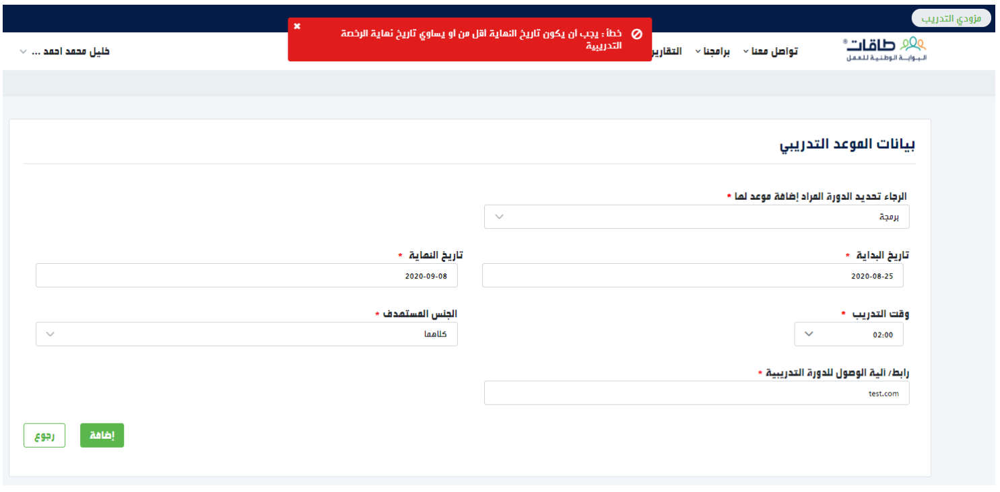 مزودي التدريب
خطأ : يجب أن يكون تاريخ النهاية أقل من أو يساوي تاريخ نهاية الرخصة
التدريبية
طاقات
البوابة الوطنية للعمل
تواصل معنا
برامجنا
التقارير
خليل محمد احمد ...
بيانات الموعد التدريبي
الرجاء تحديد الدورة المراد إضافة موعد لها *
برمجة
تاريخ البداية *
تاريخ النهاية *
2020-08-25
2020-09-08
وقت التدريب *
الجنس المستهدف *
02:00
كلاهما
رابط/ آلية الوصول للدورة التدريبية *
test.com
إضافة
رجوع